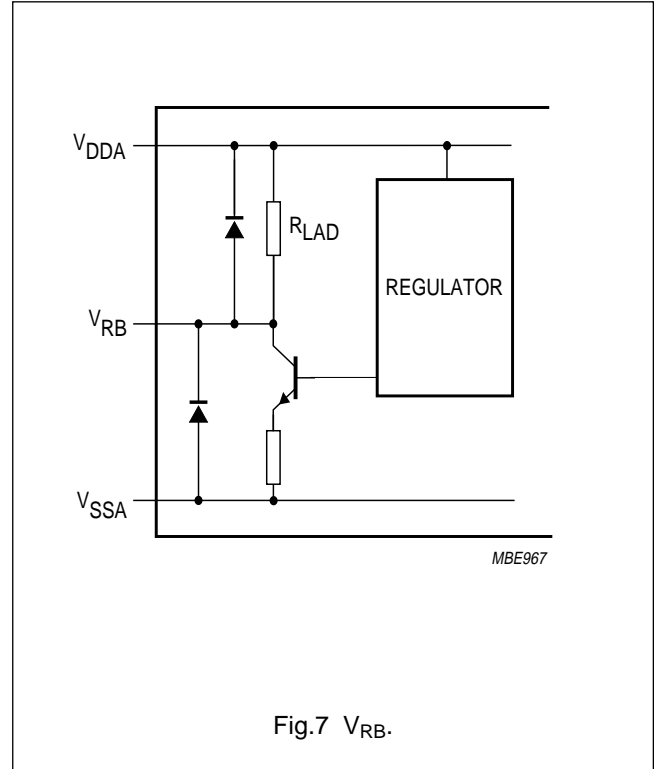 VDDA
RLAD
REGULATOR
VRB
VSSA
MBE967
Fig.7 VRB.